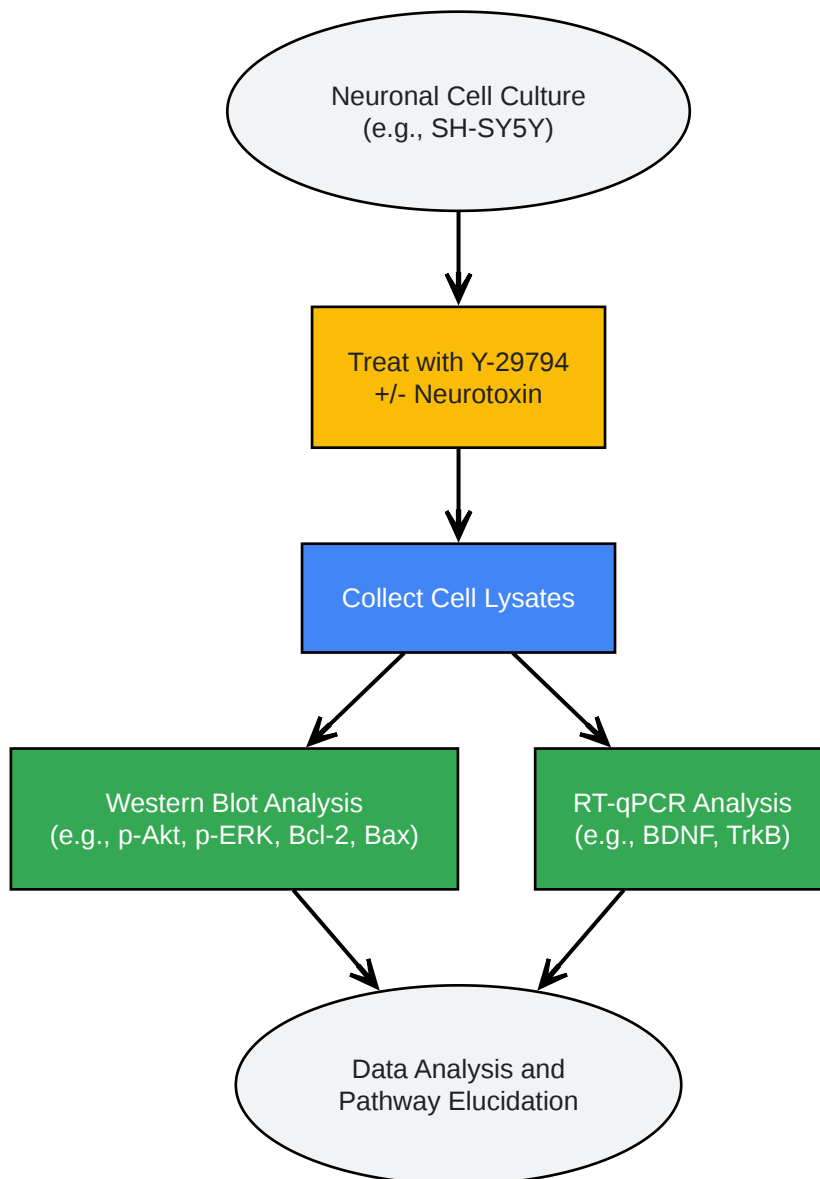 Neuronal Cell Culture
(e.g., SH-SY5Y)
Treat with Y-29794
+/- Neurotoxin
Collect Cell Lysates
Western Blot Analysis
(e.g., p-Akt, p-ERK, Bcl-2, Bax)
RT-qPCR Analysis
(e.g., BDNF, TrkB)
Data Analysis and
Pathway Elucidation